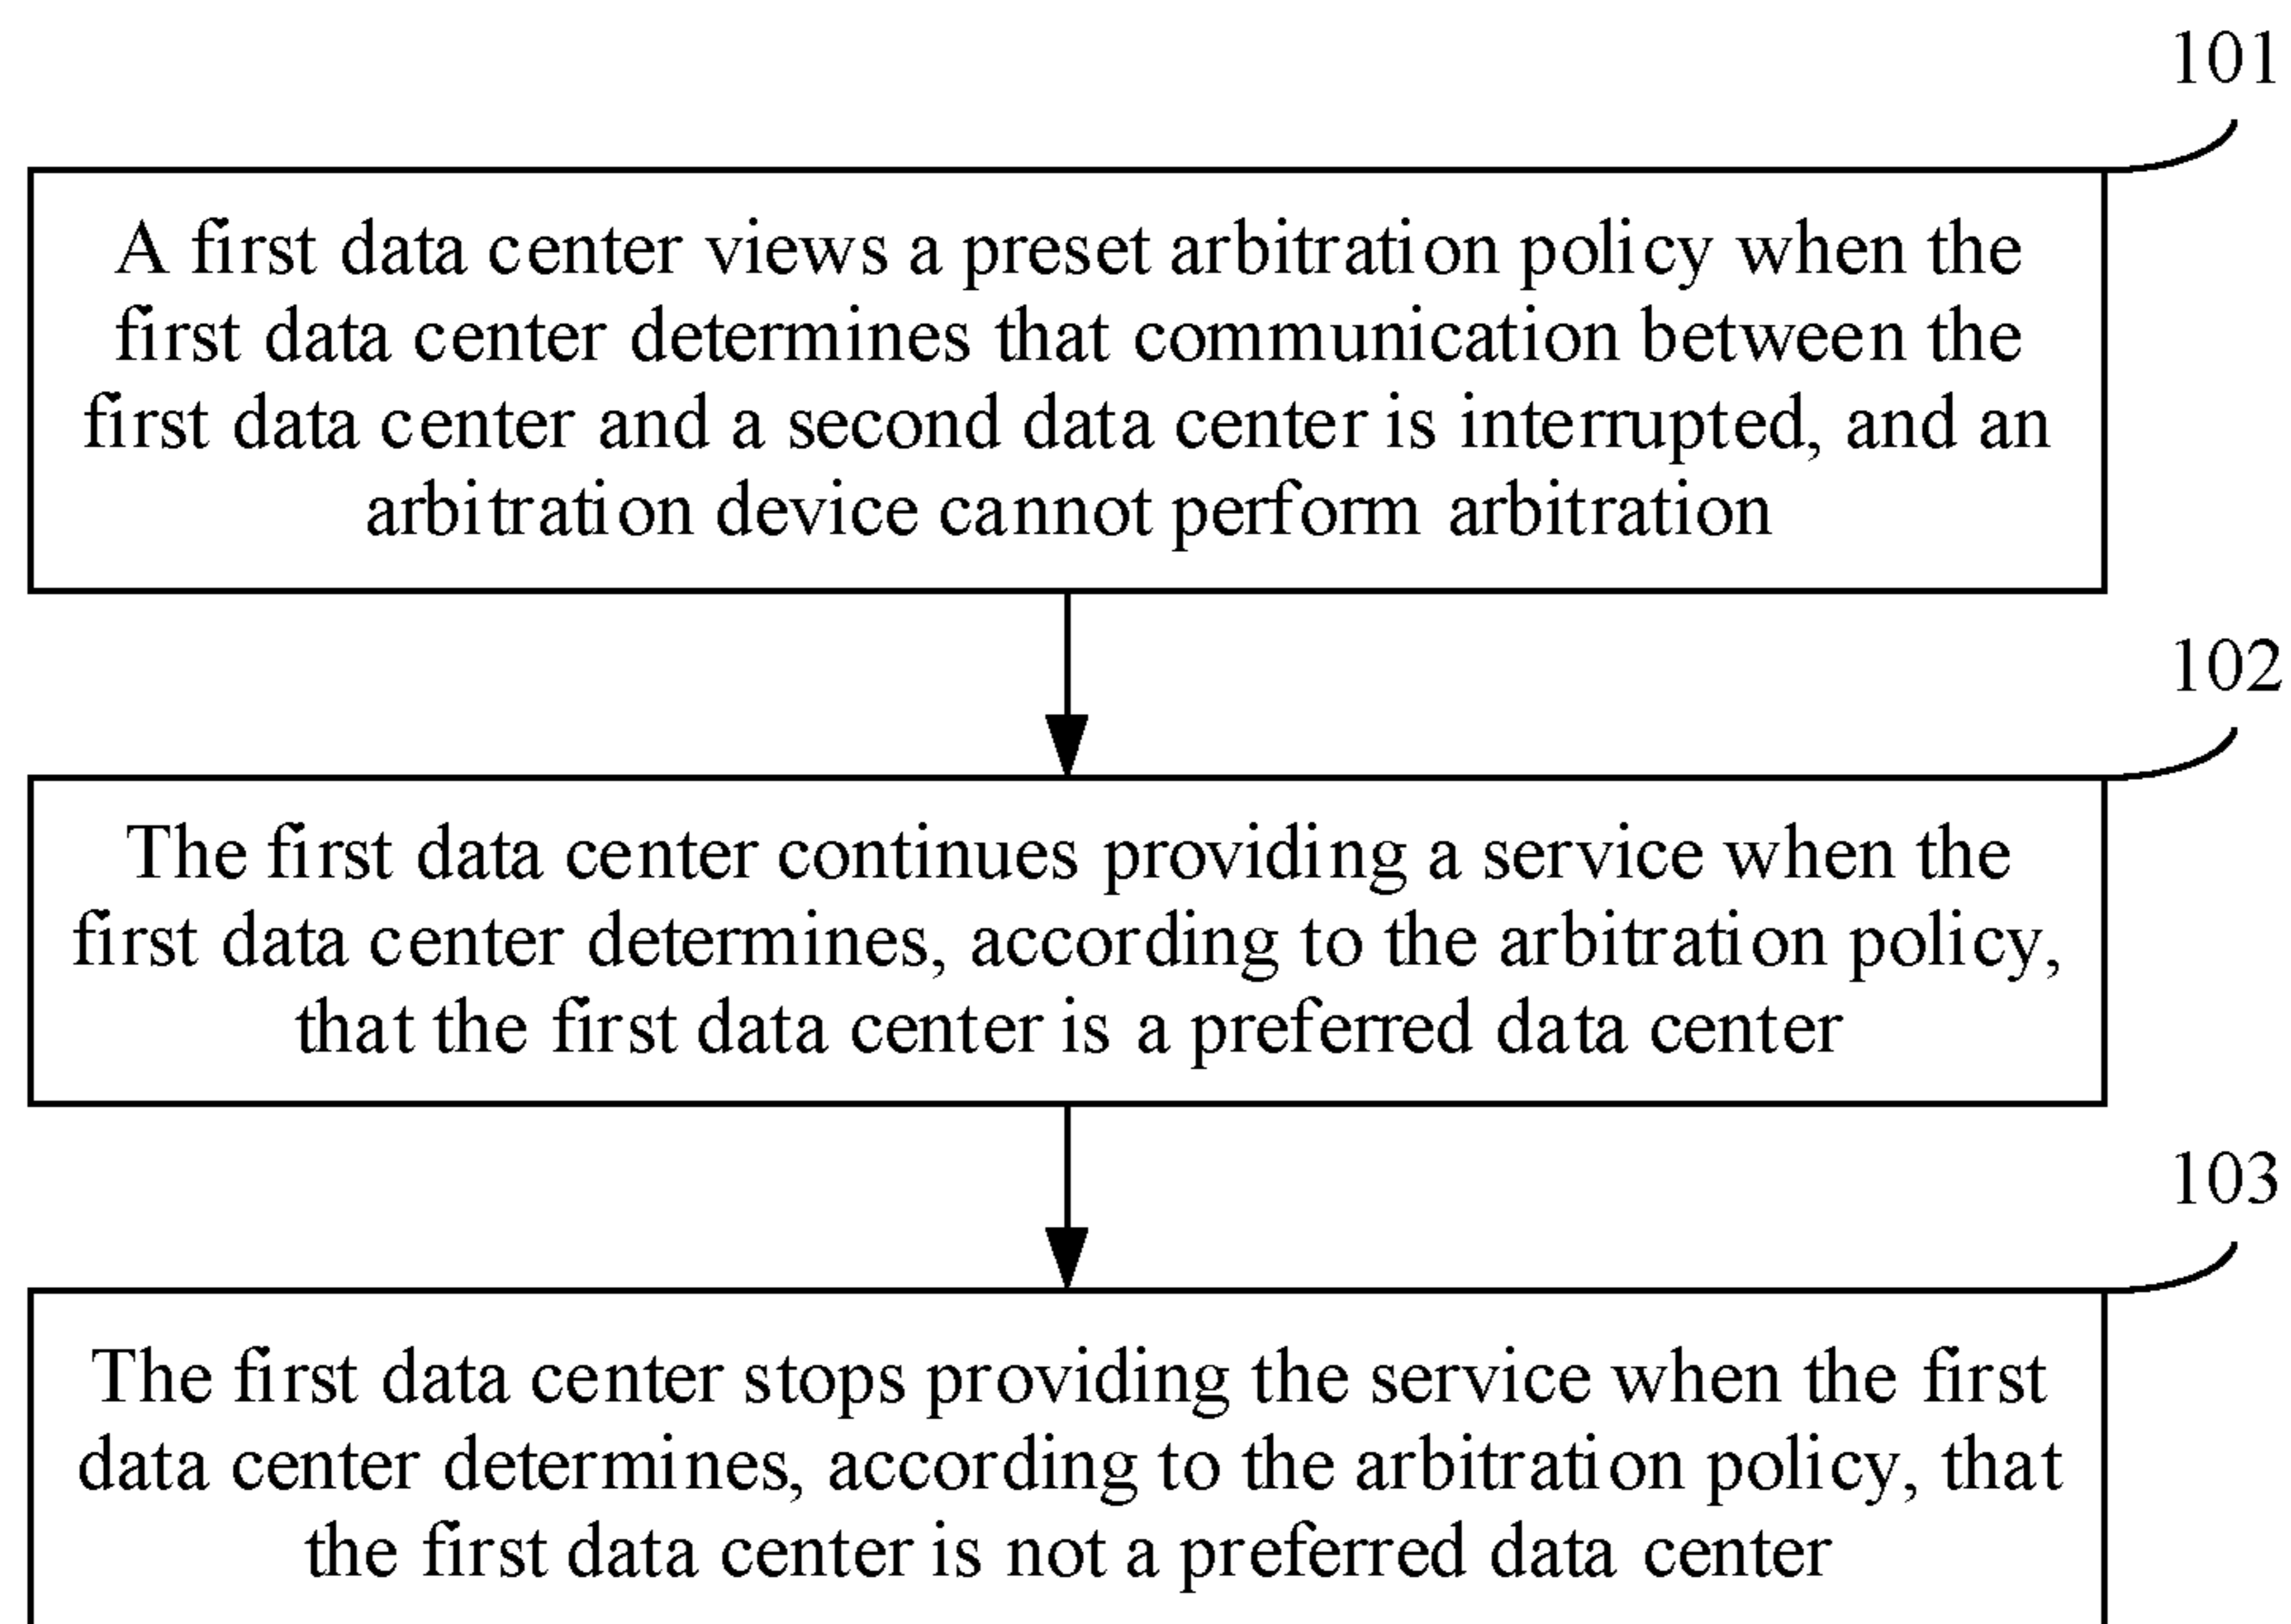 101
A first data center views a preset arbitration policy when the
first data center determines that communication between the
first data center and a second data center is interrupted, and an
arbitration device cannot perform arbitration
102
The first data center continues providing a service when the
first data center determines, according to the arbitration policy,
that the first data center is a preferred data center
103
The first data center stops providing the service when the first
data center determines, according to the arbitration policy, that
the first data center is not a preferred data center